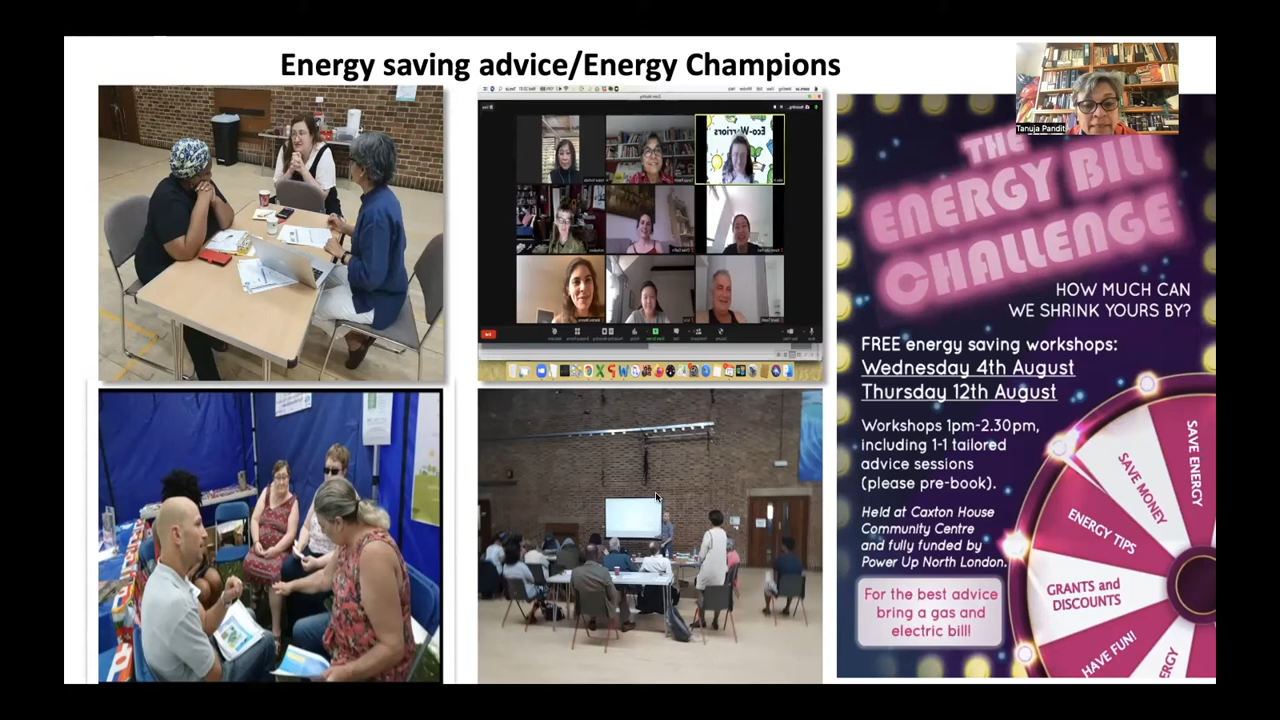 Energy saving advice/Energy Champions
Tanuja Pandit
Eco-Warriors
THE
ENERGY BILL
CHALLENGE
HOW MUCH CAN
WE SHRINK YOURS BY?
FREE energy saving workshops:
Wednesday 4th August
Thursday 12th August
Workshops 1pm-2.30pm,
including 1-1 tailored
advice sessions
(please pre-book).
Held at Caxton House
Community Centre
and fully funded by
Power Up North London.
For the best advice
bring a gas and
electric bill!
SAVE ENERGY
SAVE MONEY
ENERGY TIPS
GRANTS and
DISCOUNTS
HAVE FUN!
ERGY